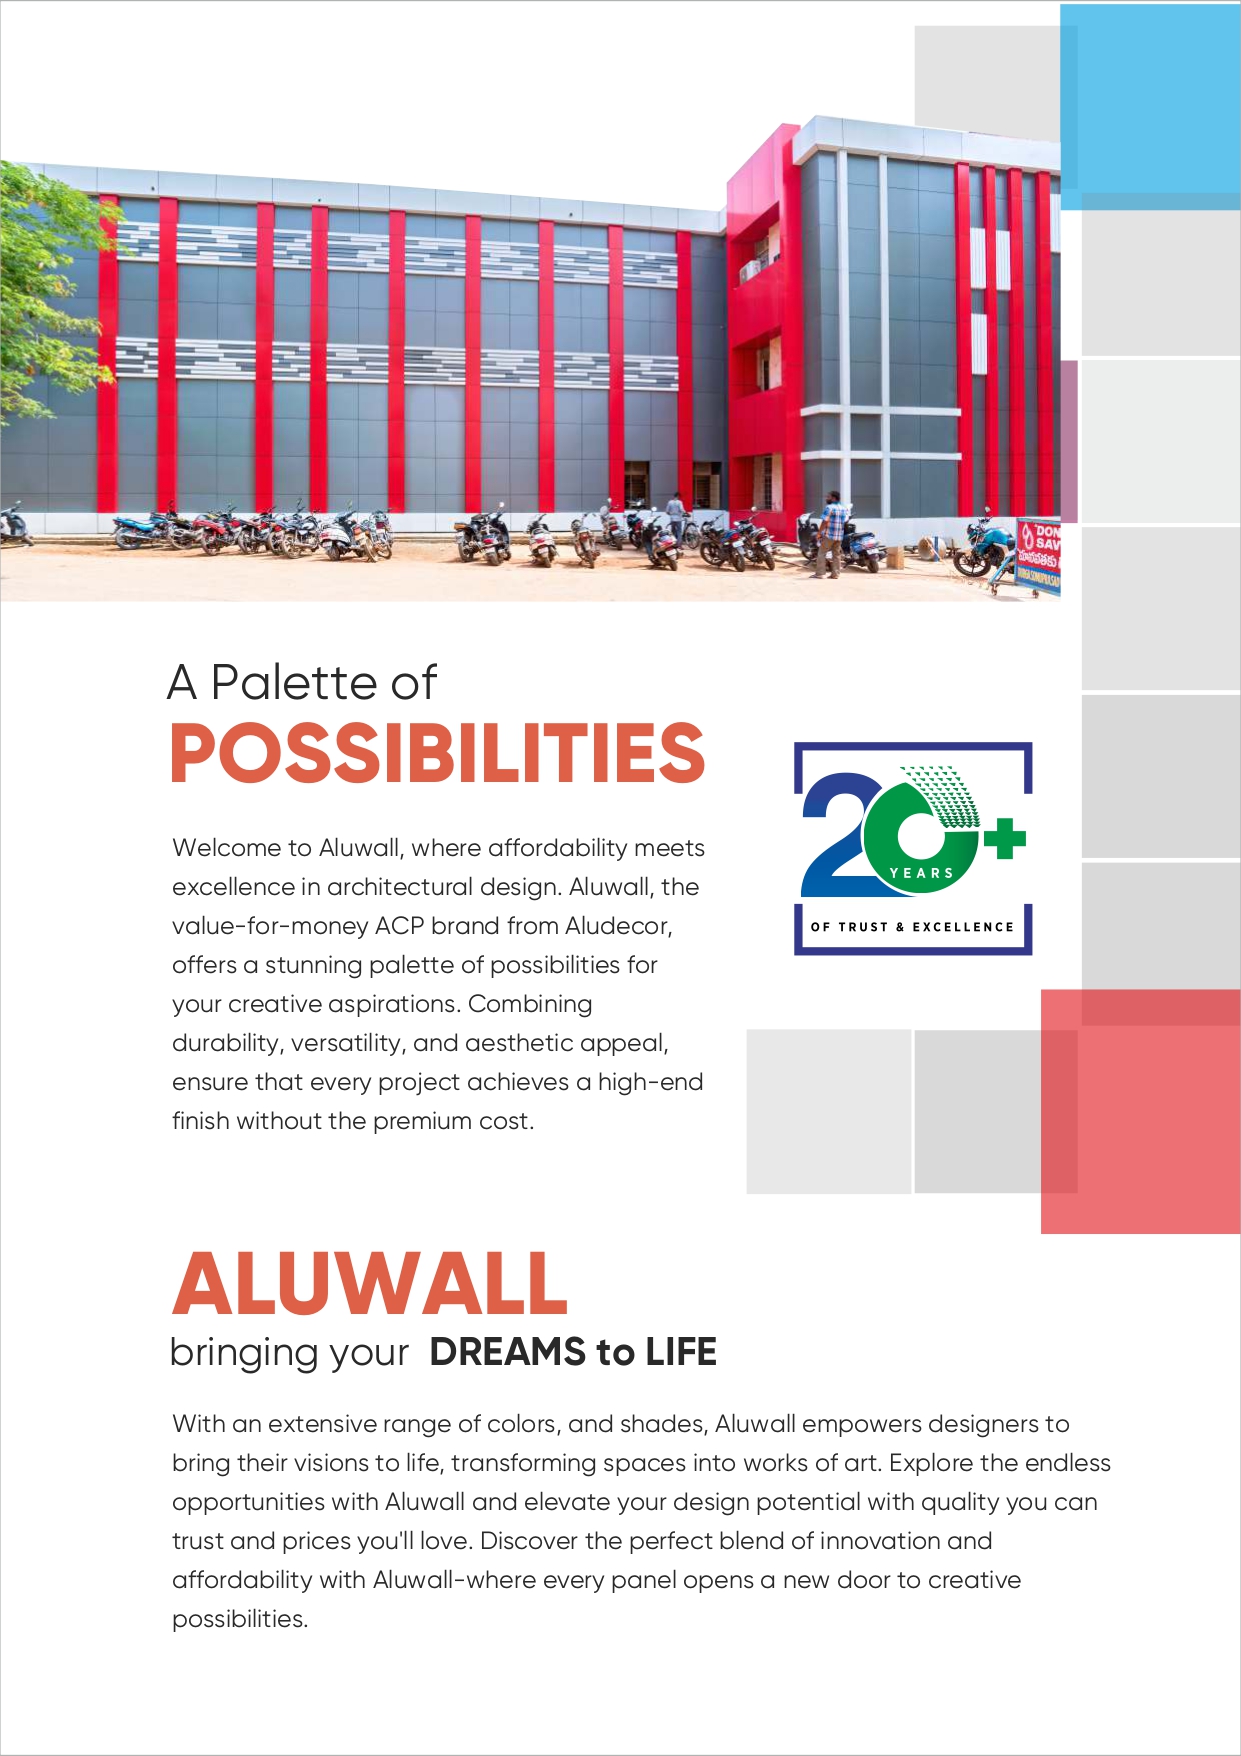 DON
SAV
A Palette of
POSSIBILITIES
Welcome to Aluwall, where affordability meets
excellence in architectural design. Aluwall, the
value-for-money ACP brand from Aludecor,
offers a stunning palette of possibilities for
your creative aspirations. Combining
durability, versatility, and aesthetic appeal,
ensure that every project achieves a high-end
finish without the premium cost.
20+
YEARS
OF TRUST & EXCELLENCE
ALUWALL
bringing your DREAMS to LIFE
With an extensive range of colors, and shades, Aluwall empowers designers to
bring their visions to life, transforming spaces into works of art. Explore the endless
opportunities with Aluwall and elevate your design potential with quality you can
trust and prices you'll love. Discover the perfect blend of innovation and
affordability with Aluwall-where every panel opens a new door to creative
possibilities.